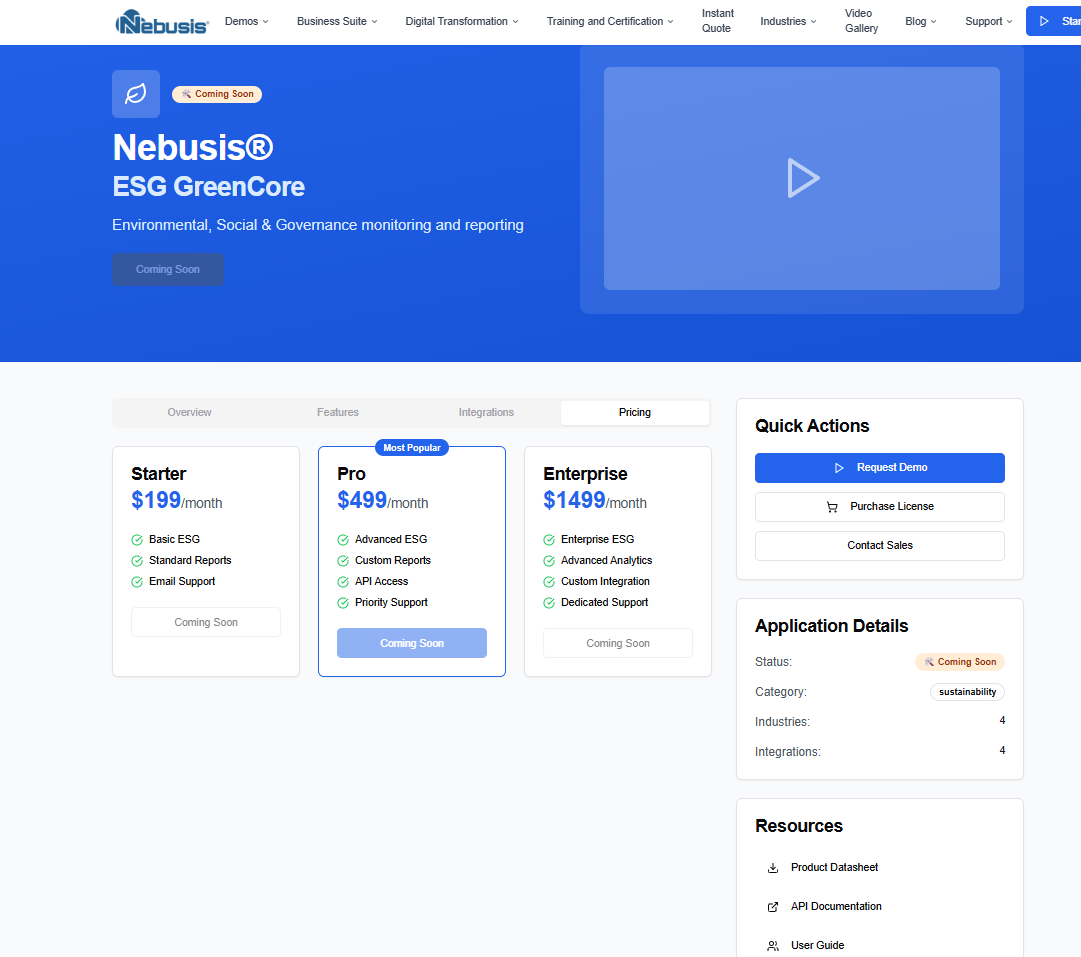 Nebusis®
Demos
Business Suite
Digital Transformation
Training and Certification
Instant
Quote
Industries
Video
Gallery
Blog
Support
Coming Soon
Nebusis®
ESG GreenCore
Environmental, Social & Governance monitoring and reporting
Coming Soon
Overview
Features
Integrations
Pricing
Starter
$199/month
Basic ESG
Standard Reports
Email Support
Coming Soon
Most Popular
Pro
$499/month
Advanced ESG
Custom Reports
API Access
Priority Support
Coming Soon
Enterprise
$1499/month
Enterprise ESG
Advanced Analytics
Custom Integration
Dedicated Support
Coming Soon
Quick Actions
Request Demo
Purchase License
Contact Sales
Application Details
Status: Coming Soon
Category: sustainability
Industries: 4
Integrations: 4
Resources
Product Datasheet
API Documentation
User Guide